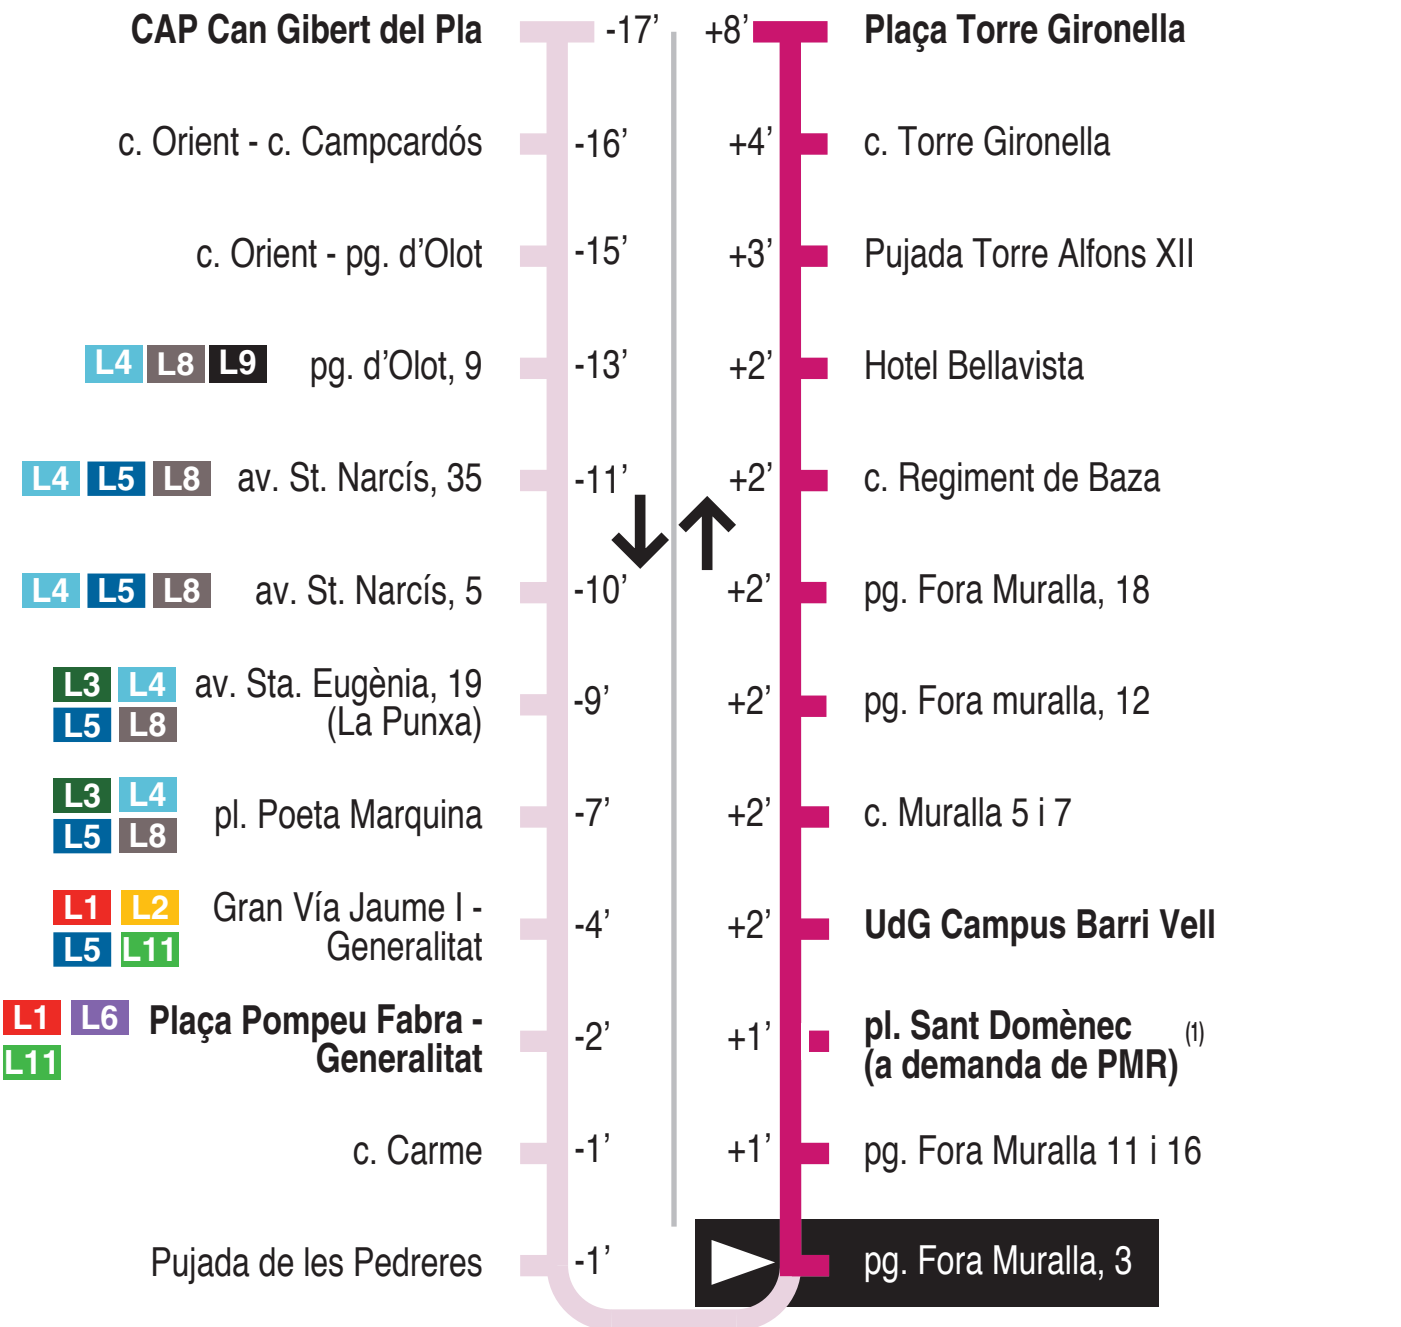 CAP Can Gibert del Pla -17’
c. Orient - c. Campcardós -16’
c. Orient - pg. d’Olot -15’
L4 L8 L9 pg. d’Olot, 9 -13’
L4 L5 L8 av. St. Narcís, 35 -11’
L4 L5 L8 av. St. Narcís, 5 -10’
L3 L4 av. Sta. Eugènia, 19 -9’
L5 L8 (La Punxa)
L3 L4
L5 L8 pl. Poeta Marquina -7’
L1 L2 Gran Vía Jaume I - -4’
L5 L11 Generalitat
L1 L6 Plaça Pompeu Fabra - -2’
L11 Generalitat
c. Carme -1’
Pujada de les Pedreres -1’
+8’ Plaça Torre Gironella
+4’ c. Torre Gironella
+3’ Pujada Torre Alfons XII
+2’ Hotel Bellavista
+2’ c. Regiment de Baza
+2’ pg. Fora Muralla, 18
+2’ pg. Fora muralla, 12
+2’ c. Muralla 5 i 7
+2’ UdG Campus Barri Vell
+1’ pl. Sant Domènec (1)
(a demanda de PMR)
+1’ pg. Fora Muralla 11 i 16
pg. Fora Muralla, 3